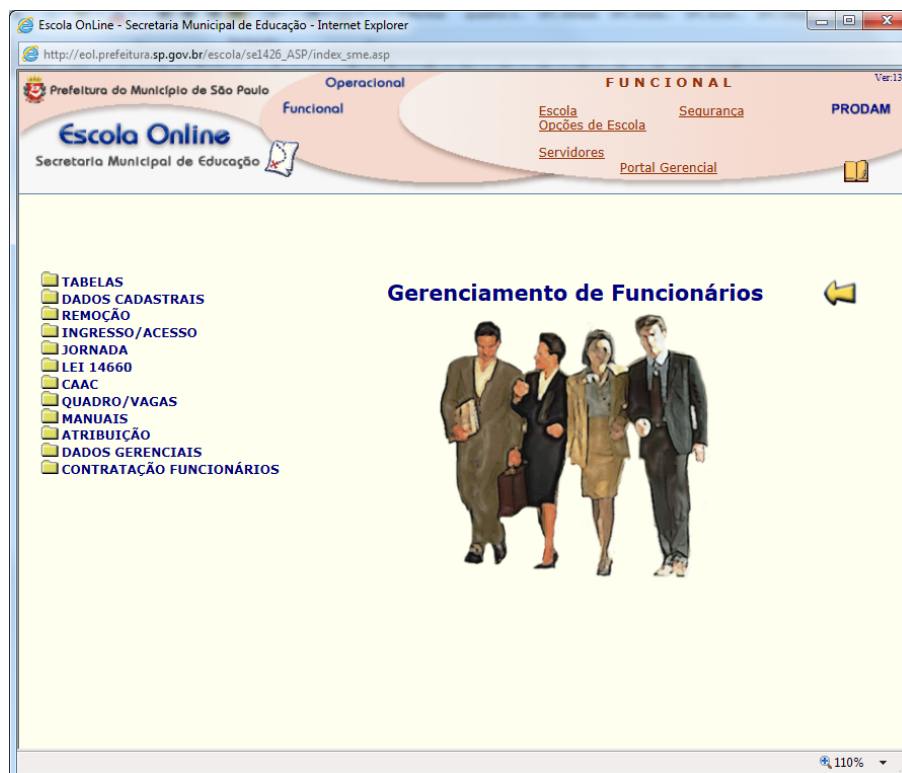 Escola OnLine - Secretaria Municipal de Educação - Internet Explorer
http://eol.prefeitura.sp.gov.br/escola/se1426_ASP/index_sme.asp
Prefeitura do Município de São Paulo
Escola Online
Secretaria Municipal de Educação
Operacional
Funcional
FUNCIONAL
Ver:13
Escola Segurança
Opções de Escola
PRODAM
Servidores
Portal Gerencial
TABELAS
DADOS CADASTRAIS
REMOÇÃO
INGRESSO/ACESSO
JORNADA
LEI 14660
CAAC
QUADRO/VAGAS
MANUAIS
ATRIBUIÇÃO
DADOS GERENCIAIS
CONTRATAÇÃO FUNCIONÁRIOS
Gerenciamento de Funcionários
110%